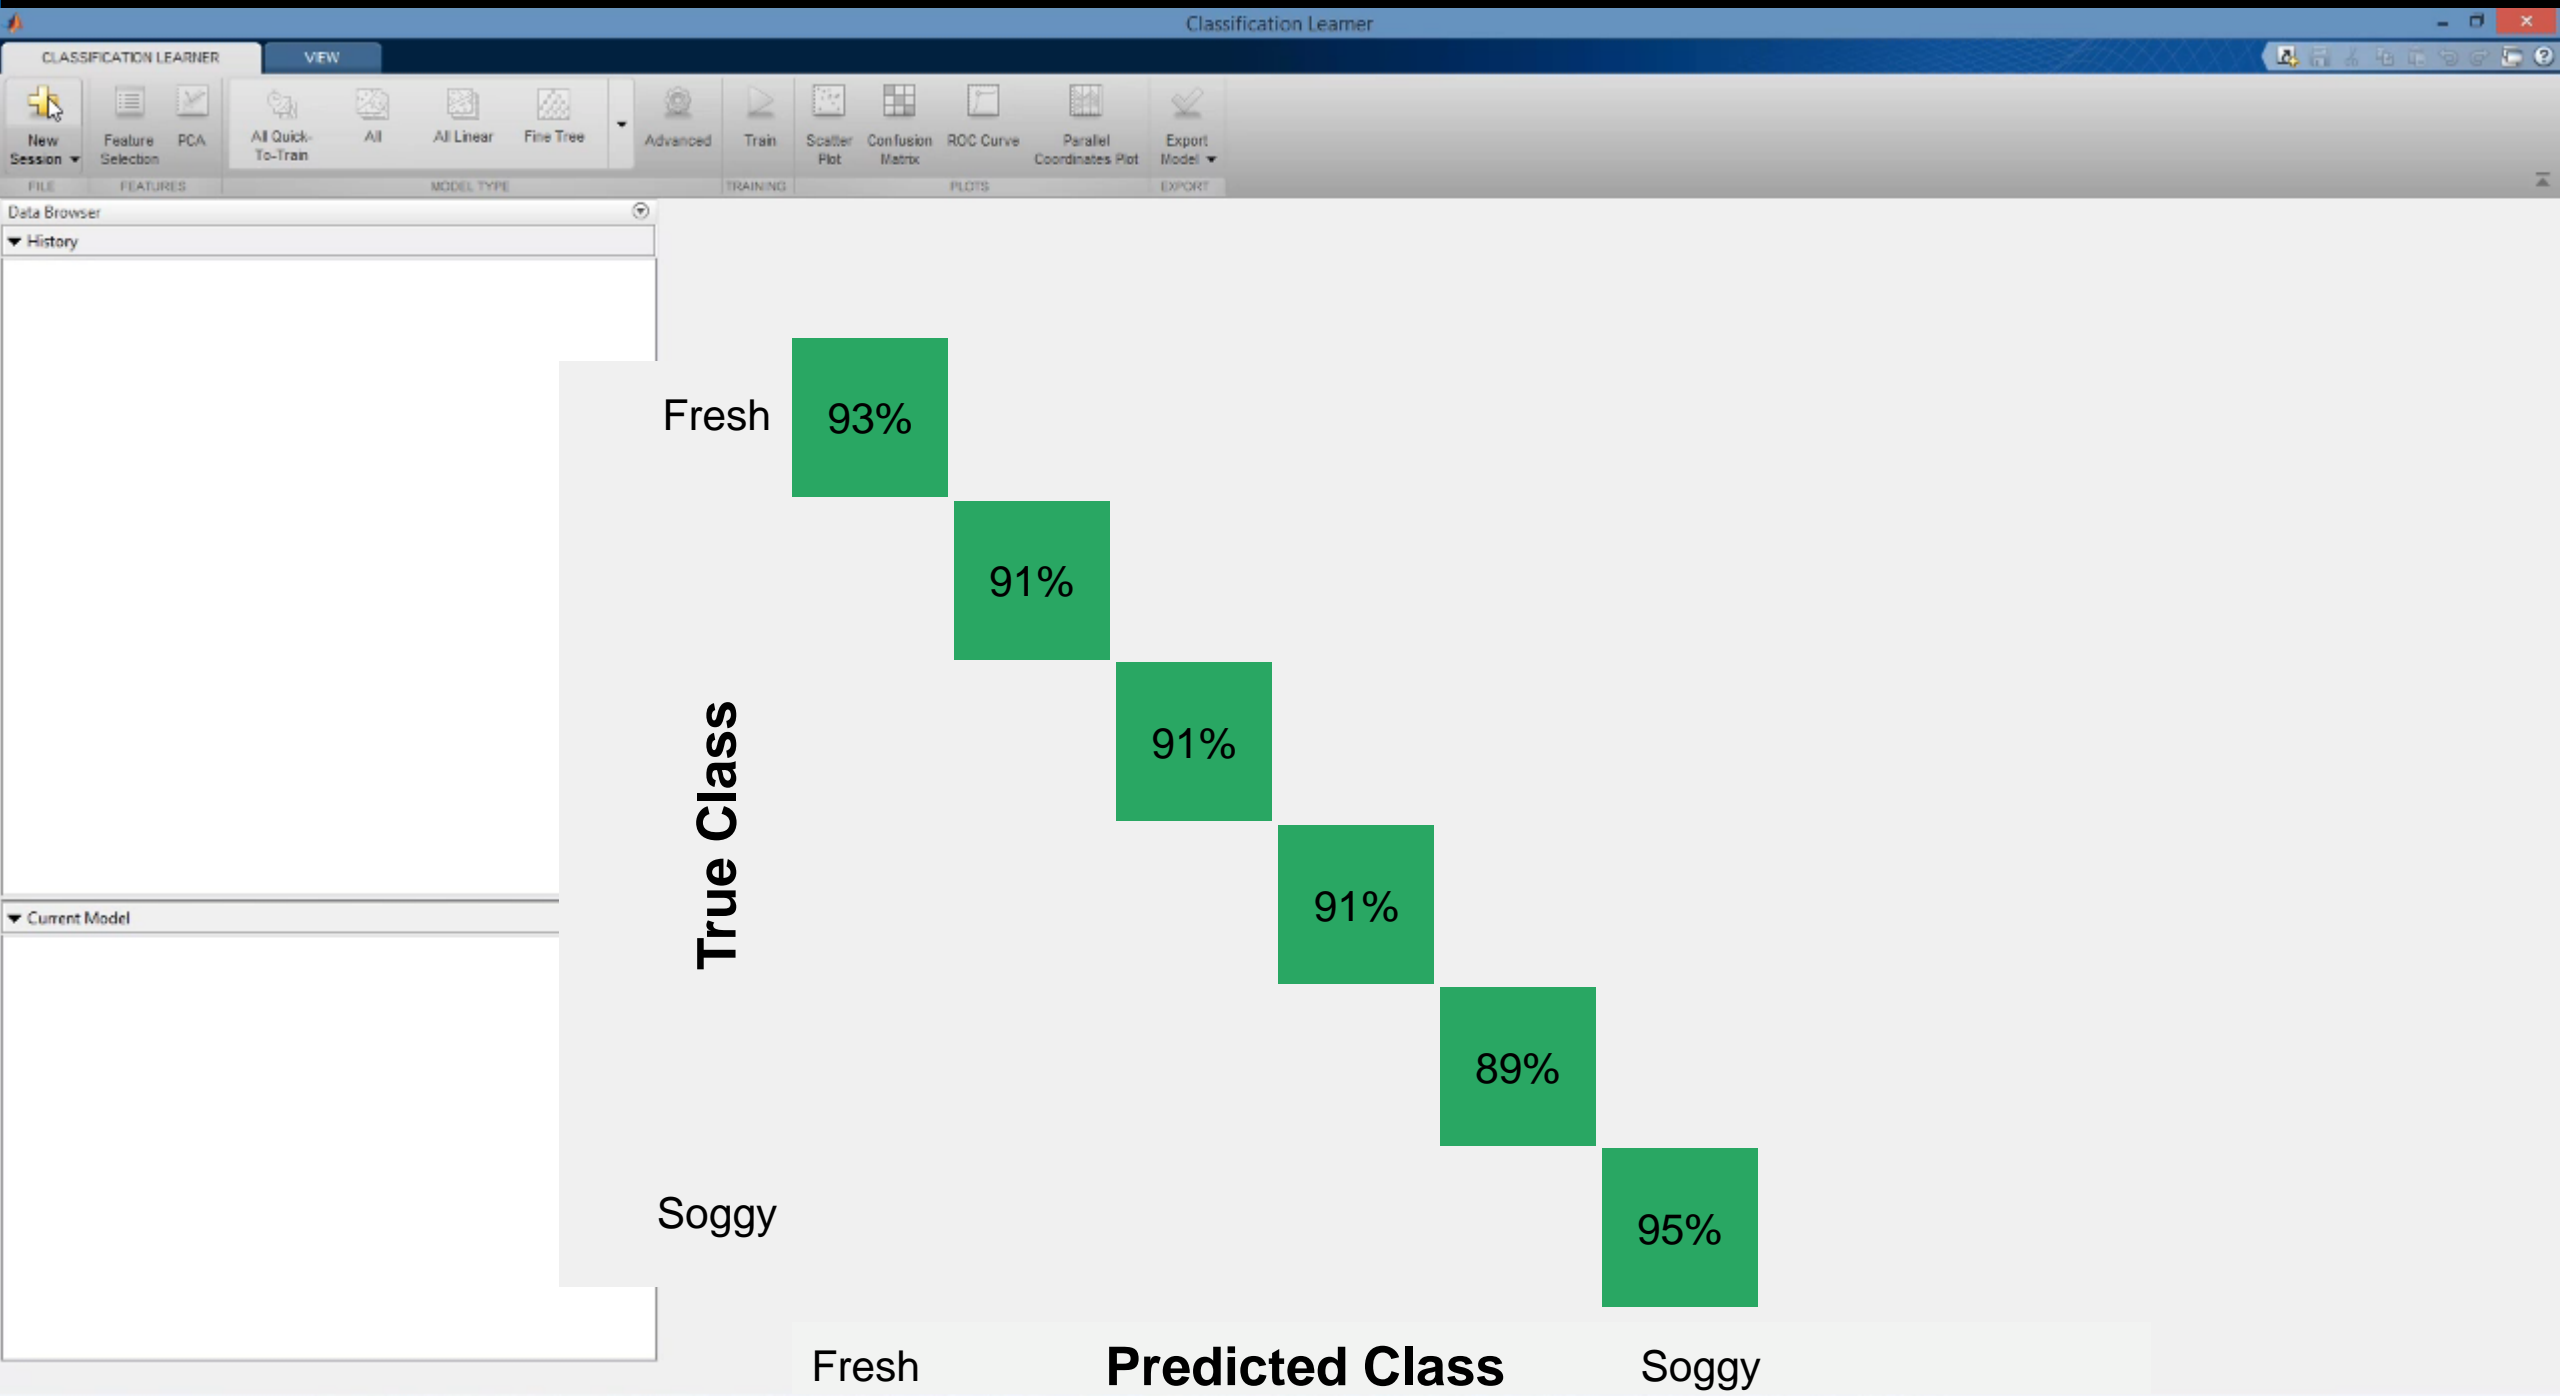 Classification Learner
CLASSIFICATION LEARNER
VIEW
New Session
Feature Selection
PCA
All Quick-To-Train
All
All Linear
Fine Tree
Advanced
Train
Scatter Plot
Confusion Matrix
ROC Curve
Parallel Coordinates Plot
Export Model
FILE
FEATURES
MODEL TYPE
TRAINING
PLOTS
EXPORT
Data Browser
History
Fresh
93%
91%
91%
True Class
91%
Current Model
89%
Soggy
95%
Fresh
Predicted Class
Soggy